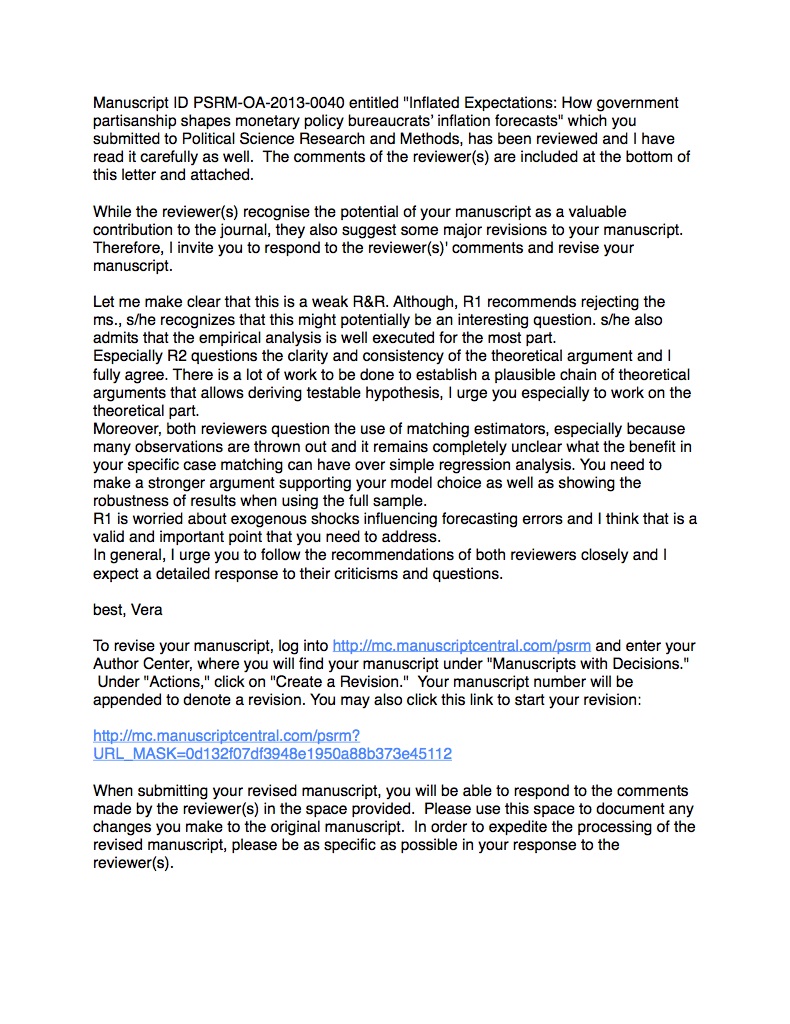 Manuscript ID PSRM-OA-2013-0040 entitled "Inflated Expectations: How government
partisanship shapes monetary policy bureaucrats’ inflation forecasts" which you
submitted to Political Science Research and Methods, has been reviewed and I have
read it carefully as well.  The comments of the reviewer(s) are included at the bottom of
this letter and attached.

While the reviewer(s) recognise the potential of your manuscript as a valuable
contribution to the journal, they also suggest some major revisions to your manuscript.
Therefore, I invite you to respond to the reviewer(s)' comments and revise your
manuscript.

Let me make clear that this is a weak R&R. Although, R1 recommends rejecting the
ms., s/he recognizes that this might potentially be an interesting question. s/he also
admits that the empirical analysis is well executed for the most part.
Especially R2 questions the clarity and consistency of the theoretical argument and I
fully agree. There is a lot of work to be done to establish a plausible chain of theoretical
arguments that allows deriving testable hypothesis, I urge you especially to work on the
theoretical part.
Moreover, both reviewers question the use of matching estimators, especially because
many observations are thrown out and it remains completely unclear what the benefit in
your specific case matching can have over simple regression analysis. You need to
make a stronger argument supporting your model choice as well as showing the
robustness of results when using the full sample.
R1 is worried about exogenous shocks influencing forecasting errors and I think that is a
valid and important point that you need to address.
In general, I urge you to follow the recommendations of both reviewers closely and I
expect a detailed response to their criticisms and questions.

best, Vera

To revise your manuscript, log into http://mc.manuscriptcentral.com/psrm and enter your
Author Center, where you will find your manuscript under "Manuscripts with Decisions."
 Under "Actions," click on "Create a Revision."  Your manuscript number will be
appended to denote a revision. You may also click this link to start your revision:

http://mc.manuscriptcentral.com/psrm?
URL_MASK=0d132f07df3948e1950a88b373e45112

When submitting your revised manuscript, you will be able to respond to the comments
made by the reviewer(s) in the space provided.  Please use this space to document any
changes you make to the original manuscript.  In order to expedite the processing of the
revised manuscript, please be as specific as possible in your response to the
reviewer(s).